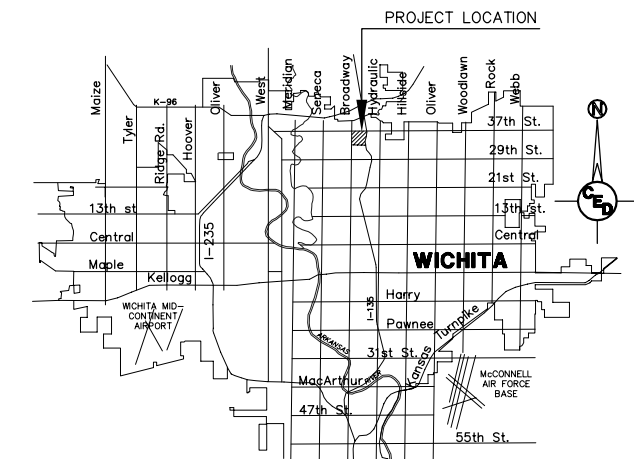 PROJECT LOCATION
Maize
Tyler
Ridge Rd.
Hoover
Oliver
West
Meridian
Seneca
Broadway
Hydraulic
Hillside
Oliver
Woodlawn
Rock
Webb
K-96
37th St.
29th St.
21st St.
13th st
13th st.
Central
Central
Maple
Kellogg
I-235
WICHITA
N
CED
WICHITA MID-
CONTINENT
AIRPORT
Harry
I-135
Pawnee
ARKANSAS
RIVER
31st St.
Kansas Turnpike
MacArthur
47th St.
55th St.
McCONNELL
AIR FORCE
BASE